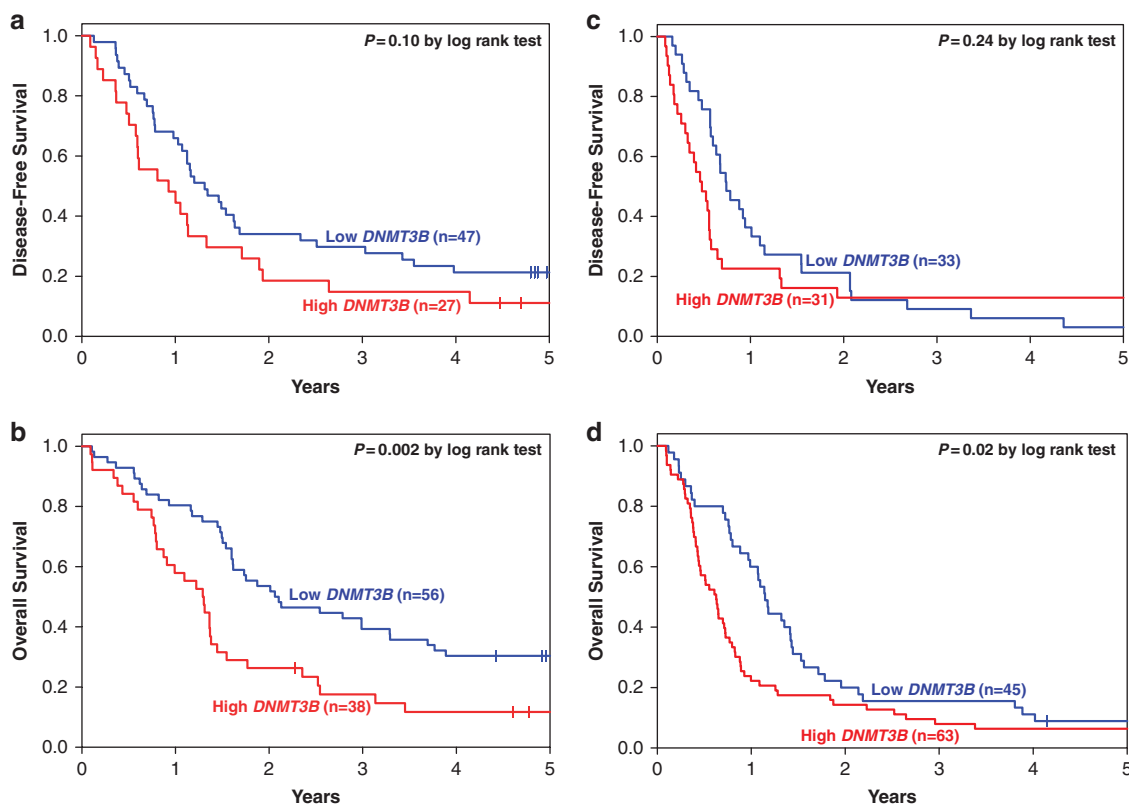 a
P=0.10 by log rank test
Disease-Free Survival
1.0
0.8
0.6
0.4
0.2
0.0
Low DNMT3B (n=47)
High DNMT3B (n=27)
0 1 2 3 4 5
Years
c
P=0.24 by log rank test
Disease-Free Survival
1.0
0.8
0.6
0.4
0.2
0.0
Low DNMT3B (n=33)
High DNMT3B (n=31)
0 1 2 3 4 5
Years
b
P=0.002 by log rank test
Overall Survival
1.0
0.8
0.6
0.4
0.2
0.0
Low DNMT3B (n=56)
High DNMT3B (n=38)
0 1 2 3 4 5
Years
d
P=0.02 by log rank test
Overall Survival
1.0
0.8
0.6
0.4
0.2
0.0
Low DNMT3B (n=45)
High DNMT3B (n=63)
0 1 2 3 4 5
Years